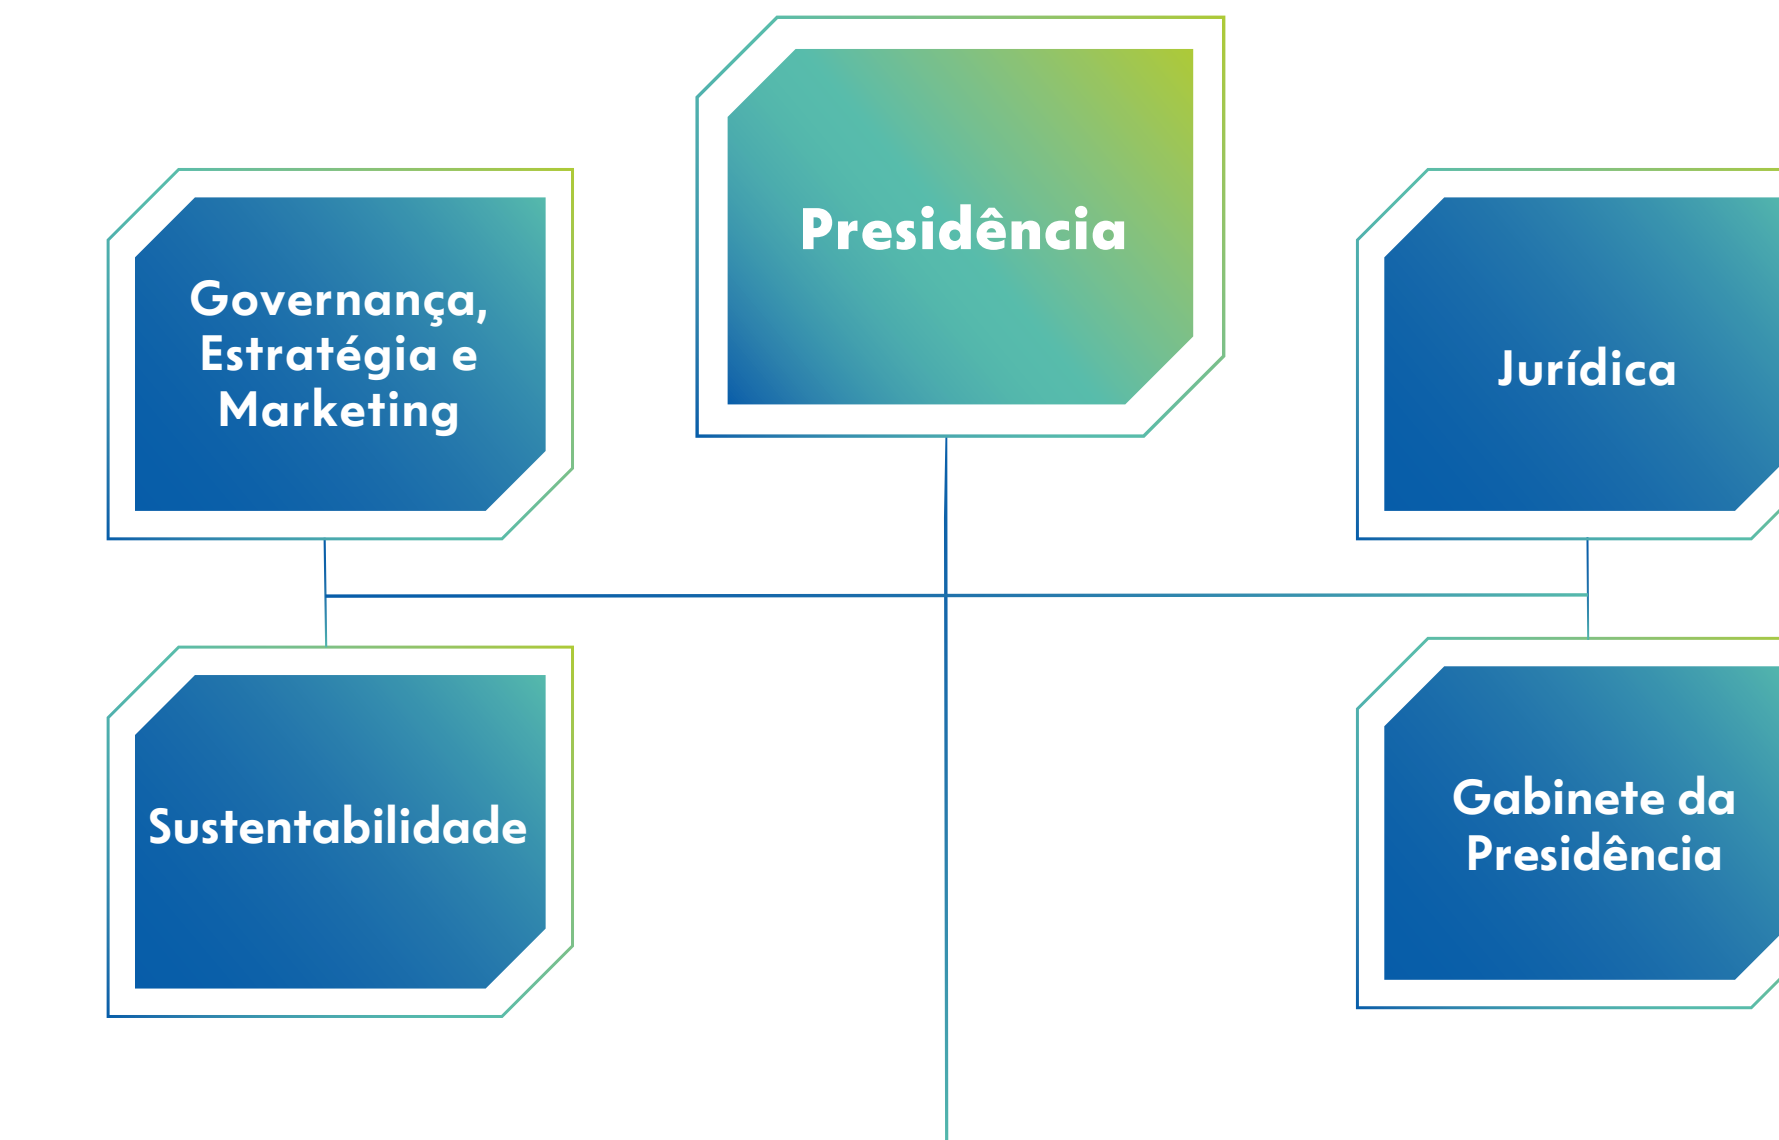 Presidência
Governança,
Estratégia e
Marketing
Jurídica
Sustentabilidade
Gabinete da
Presidência